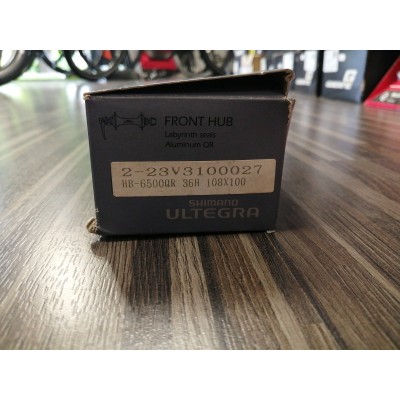 FRONT HUB
Labyrinth seals
Aluminum QR
2-23V3100027
HB-6500QR 36H 108X100
SHIMANO
ULTEGRA